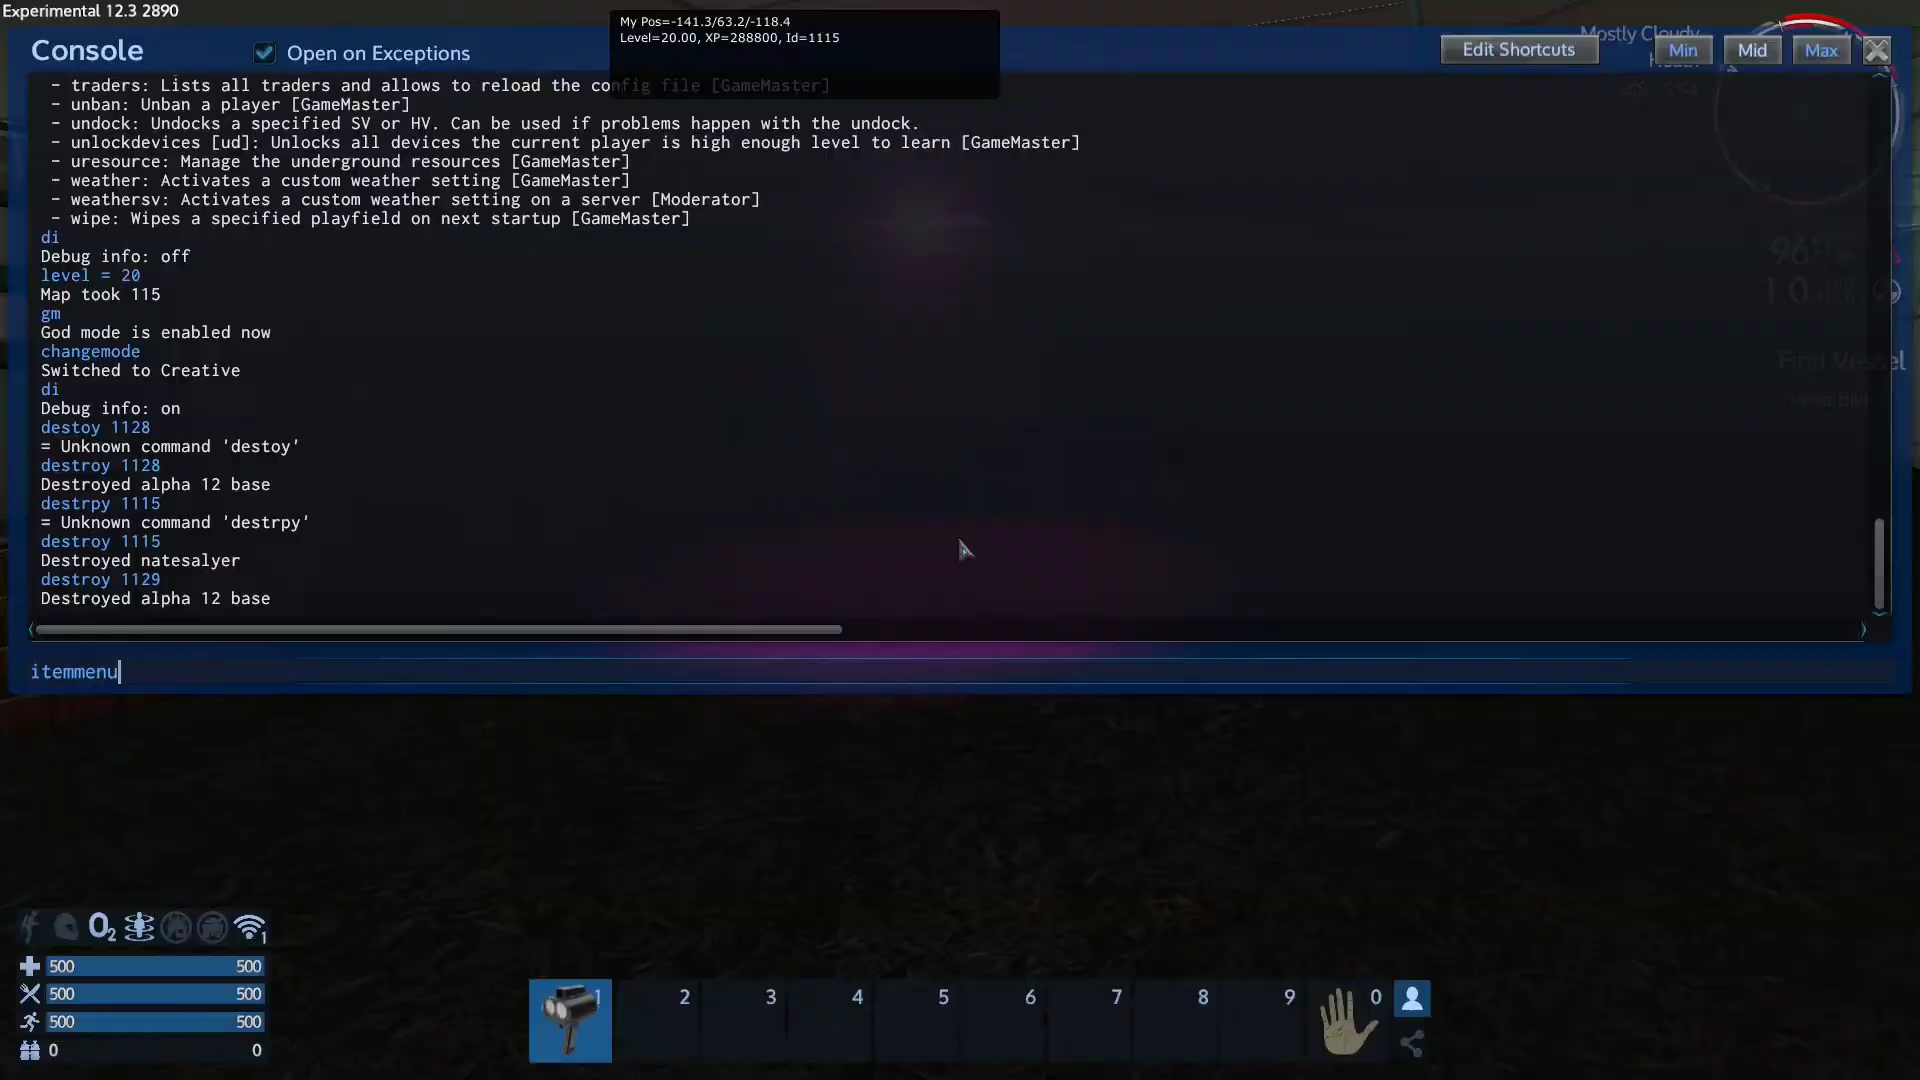 Experimental 12.3 2890
My Pos=-141.3/63.2/-118.4
Level=20.00, XP=288800, Id=1115
Mostly Cloudy
Console
Open on Exceptions
Edit Shortcuts
Min
Mid
Max
- traders: Lists all traders and allows to reload the config file [GameMaster]
- unban: Unban a player [GameMaster]
- undock: Undocks a specified SV or HV. Can be used if problems happen with the undock.
- unlockdevices [ud]: Unlocks all devices the current player is high enough level to learn [GameMaster]
- uresource: Manage the underground resources [GameMaster]
- weather: Activates a custom weather setting [GameMaster]
- weathersv: Activates a custom weather setting on a server [Moderator]
- wipe: Wipes a specified playfield on next startup [GameMaster]
di
Debug info: off
level = 20
Map took 115
gm
God mode is enabled now
changemode
Switched to Creative
di
Debug info: on
destoy 1128
= Unknown command 'destoy'
destroy 1128
Destroyed alpha 12 base
destrpy 1115
= Unknown command 'destrpy'
destroy 1115
Destroyed natesalyer
destroy 1129
Destroyed alpha 12 base
96
1.0
itemmenu
O2
1
500 500
500 500
500 500
0 0
1 2 3 4 5 6 7 8 9 0